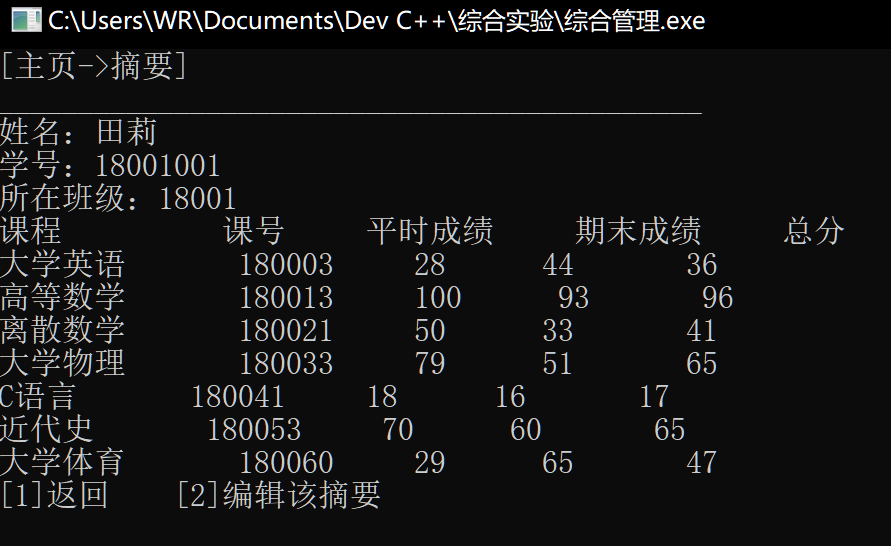 C:\Users\WR\Documents\Dev C++\综合实验\综合管理.exe
[主页->摘要]
姓名：田莉
学号：18001001
所在班级：18001
课程 课号 平时成绩 期末成绩 总分
大学英语 180003 28 44 36
高等数学 180013 100 93 96
离散数学 180021 50 33 41
大学物理 180033 79 51 65
C语言 180041 18 16 17
近代史 180053 70 60 65
大学体育 180060 29 65 47
[1]返回 [2]编辑该摘要